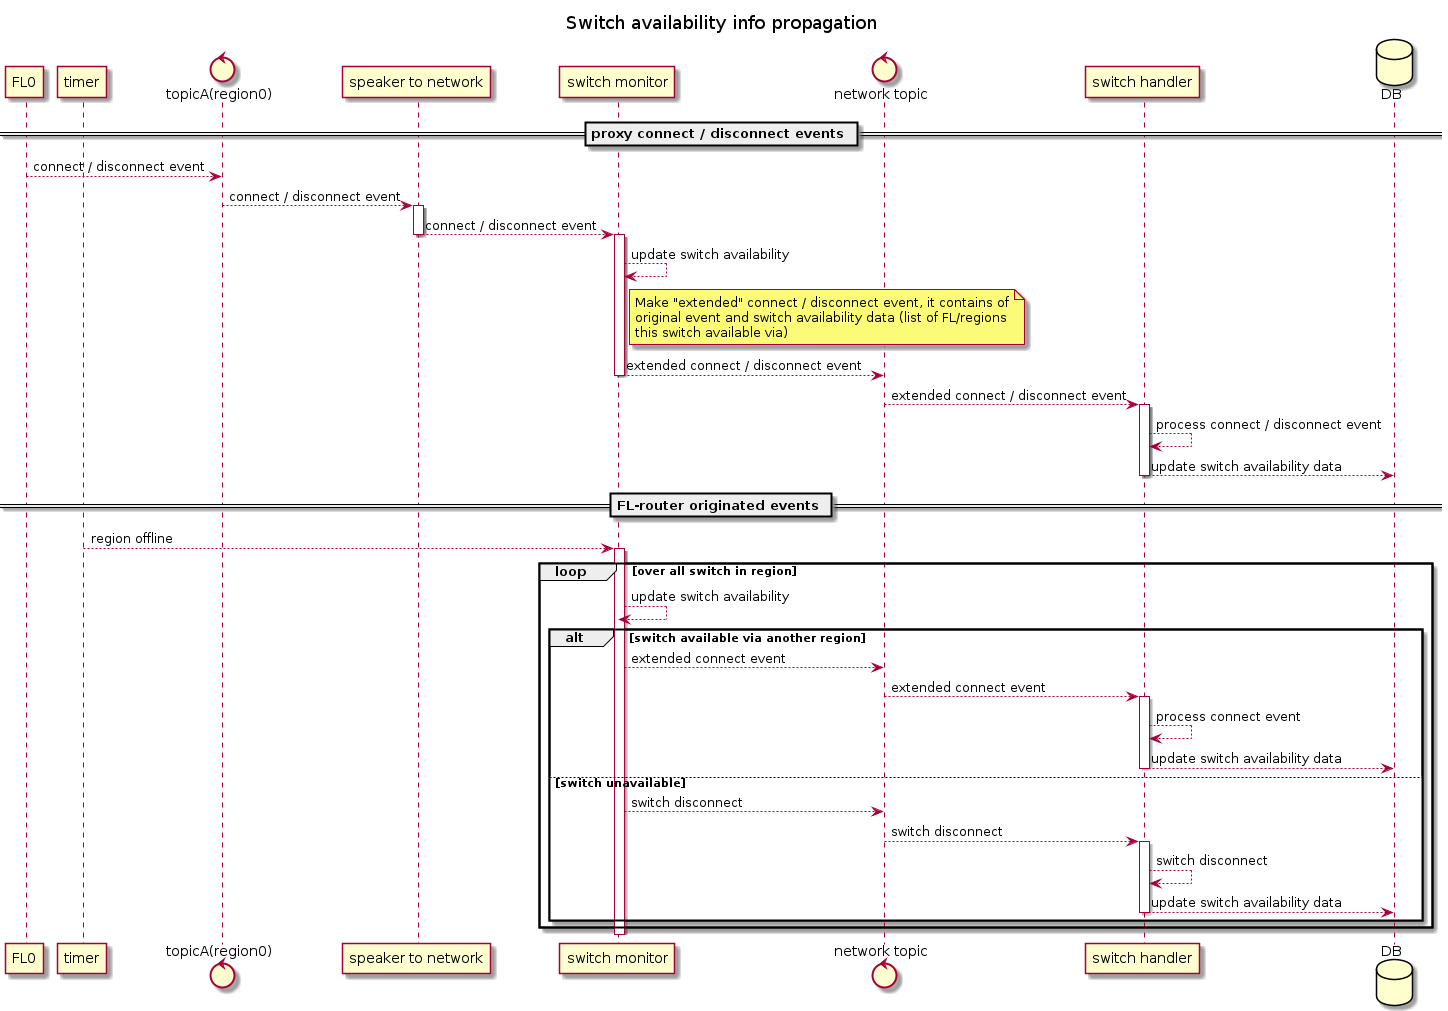 Switch availability info propagation
FL0
timer
topicA(region0)
speaker to network
switch monitor
network topic
switch handler
DB
proxy connect / disconnect events
connect / disconnect event
connect / disconnect event
connect / disconnect event
update switch availability
Make "extended" connect / disconnect event, it contains of
original event and switch availability data (list of FL/regions
this switch available via)
extended connect / disconnect event
extended connect / disconnect event
process connect / disconnect event
update switch availability data
FL-router originated events
region offline
loop [over all switch in region]
update switch availability
alt [switch available via another region]
extended connect event
extended connect event
process connect event
update switch availability data
[switch unavailable]
switch disconnect
switch disconnect
switch disconnect
update switch availability data
FL0
timer
topicA(region0)
speaker to network
switch monitor
network topic
switch handler
DB